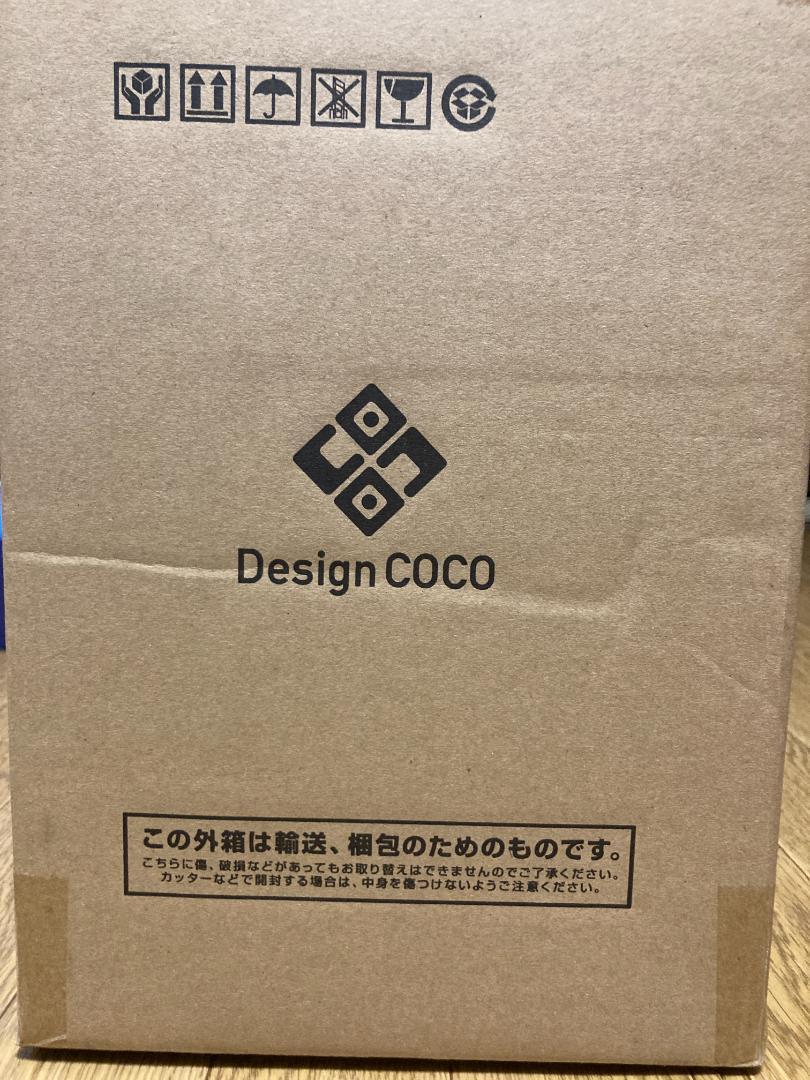 Design COCO
この外箱は輸送、梱包のためのものです。
こちらに傷、破損などがあってもお取り替えはできませんのでご了承ください。
カッターなどで開封する場合は、中身を傷つけないようご注意ください。